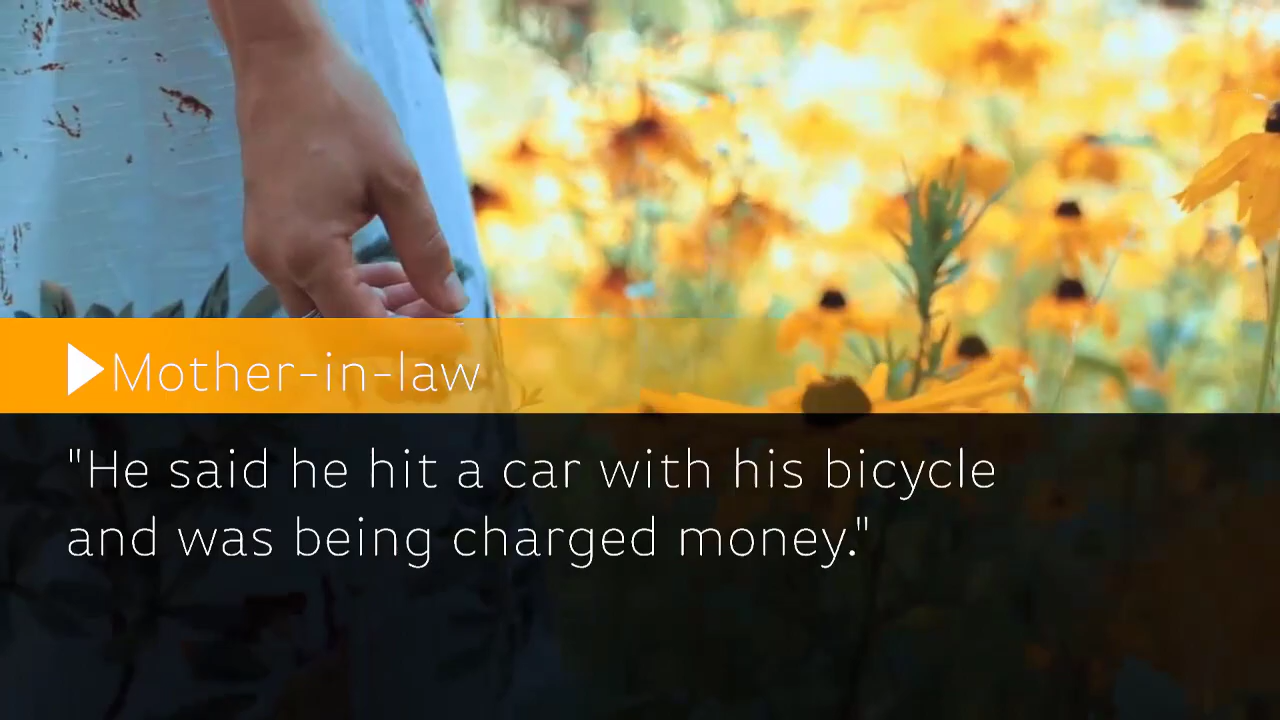 Mother-in-law
"He said he hit a car with his bicycle
and was being charged money."